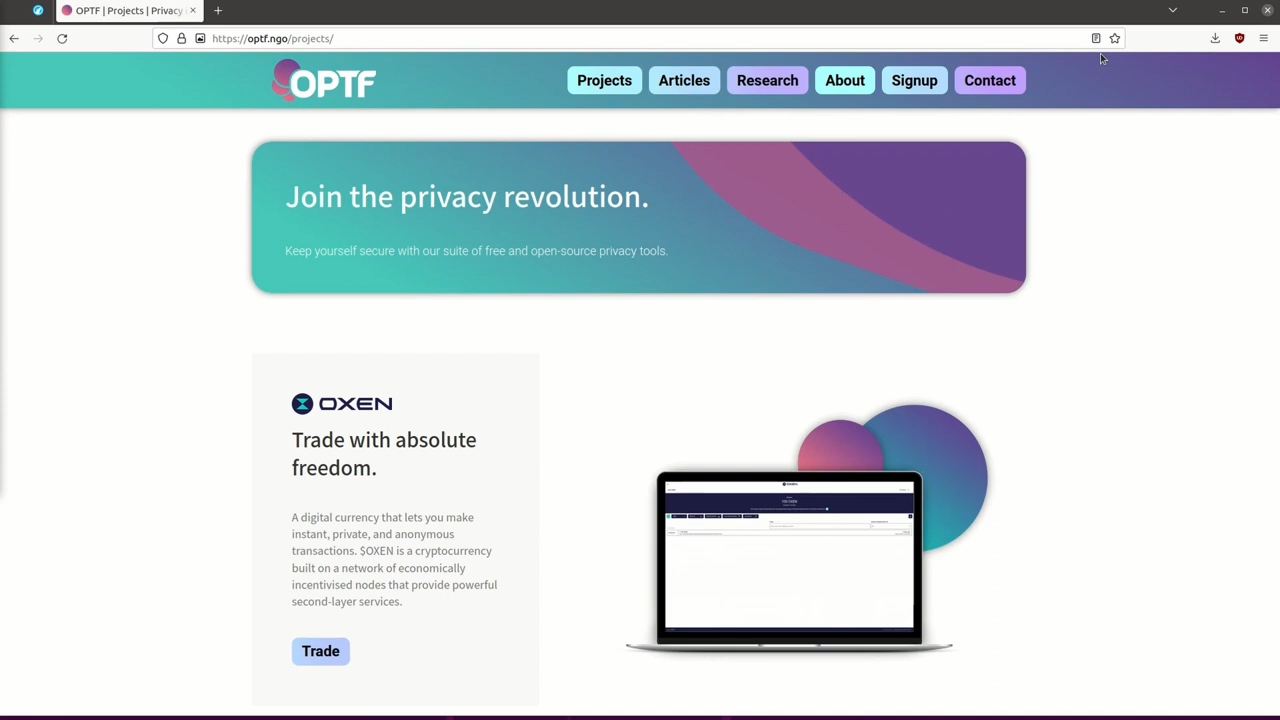 OPTF | Projects | Privacy
https://optf.ngo/projects/
OPTF
Projects
Articles
Research
About
Signup
Contact
Join the privacy revolution.
Keep yourself secure with our suite of free and open-source privacy tools.
OXEN
Trade with absolute
freedom.
A digital currency that lets you make
instant, private, and anonymous
transactions. $OXEN is a cryptocurrency
built on a network of economically
incentivised nodes that provide powerful
second-layer services.
Trade